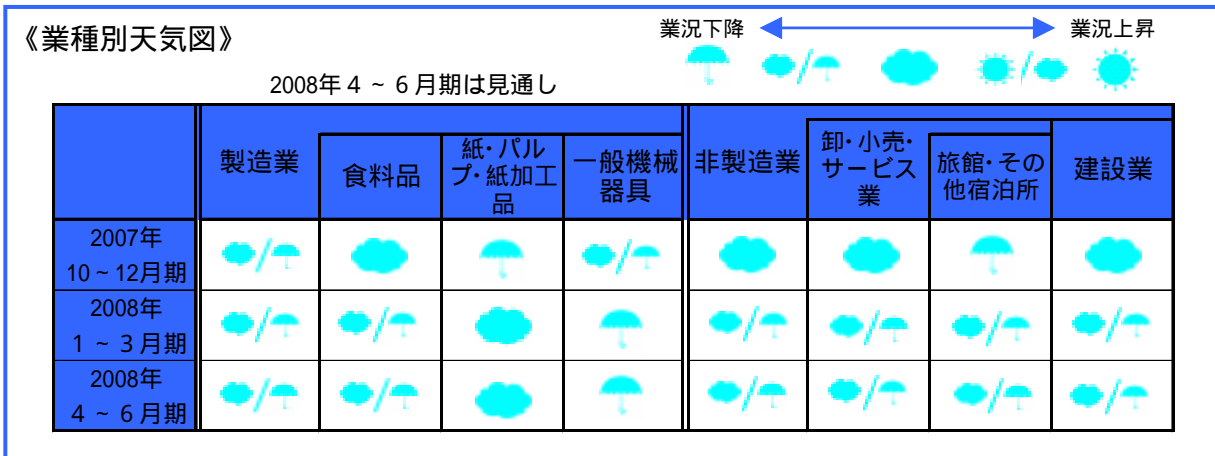 《業種別天気図》
業況下降
業況上昇
2008年4～6月期は見通し
製造業
食料品
紙・パル
プ・紙加工
品
一般機械
器具
非製造業
卸・小売・
サービス
業
旅館・その
他宿泊所
建設業
2007年
10～12月期
2008年
1～3月期
2008年
4～6月期